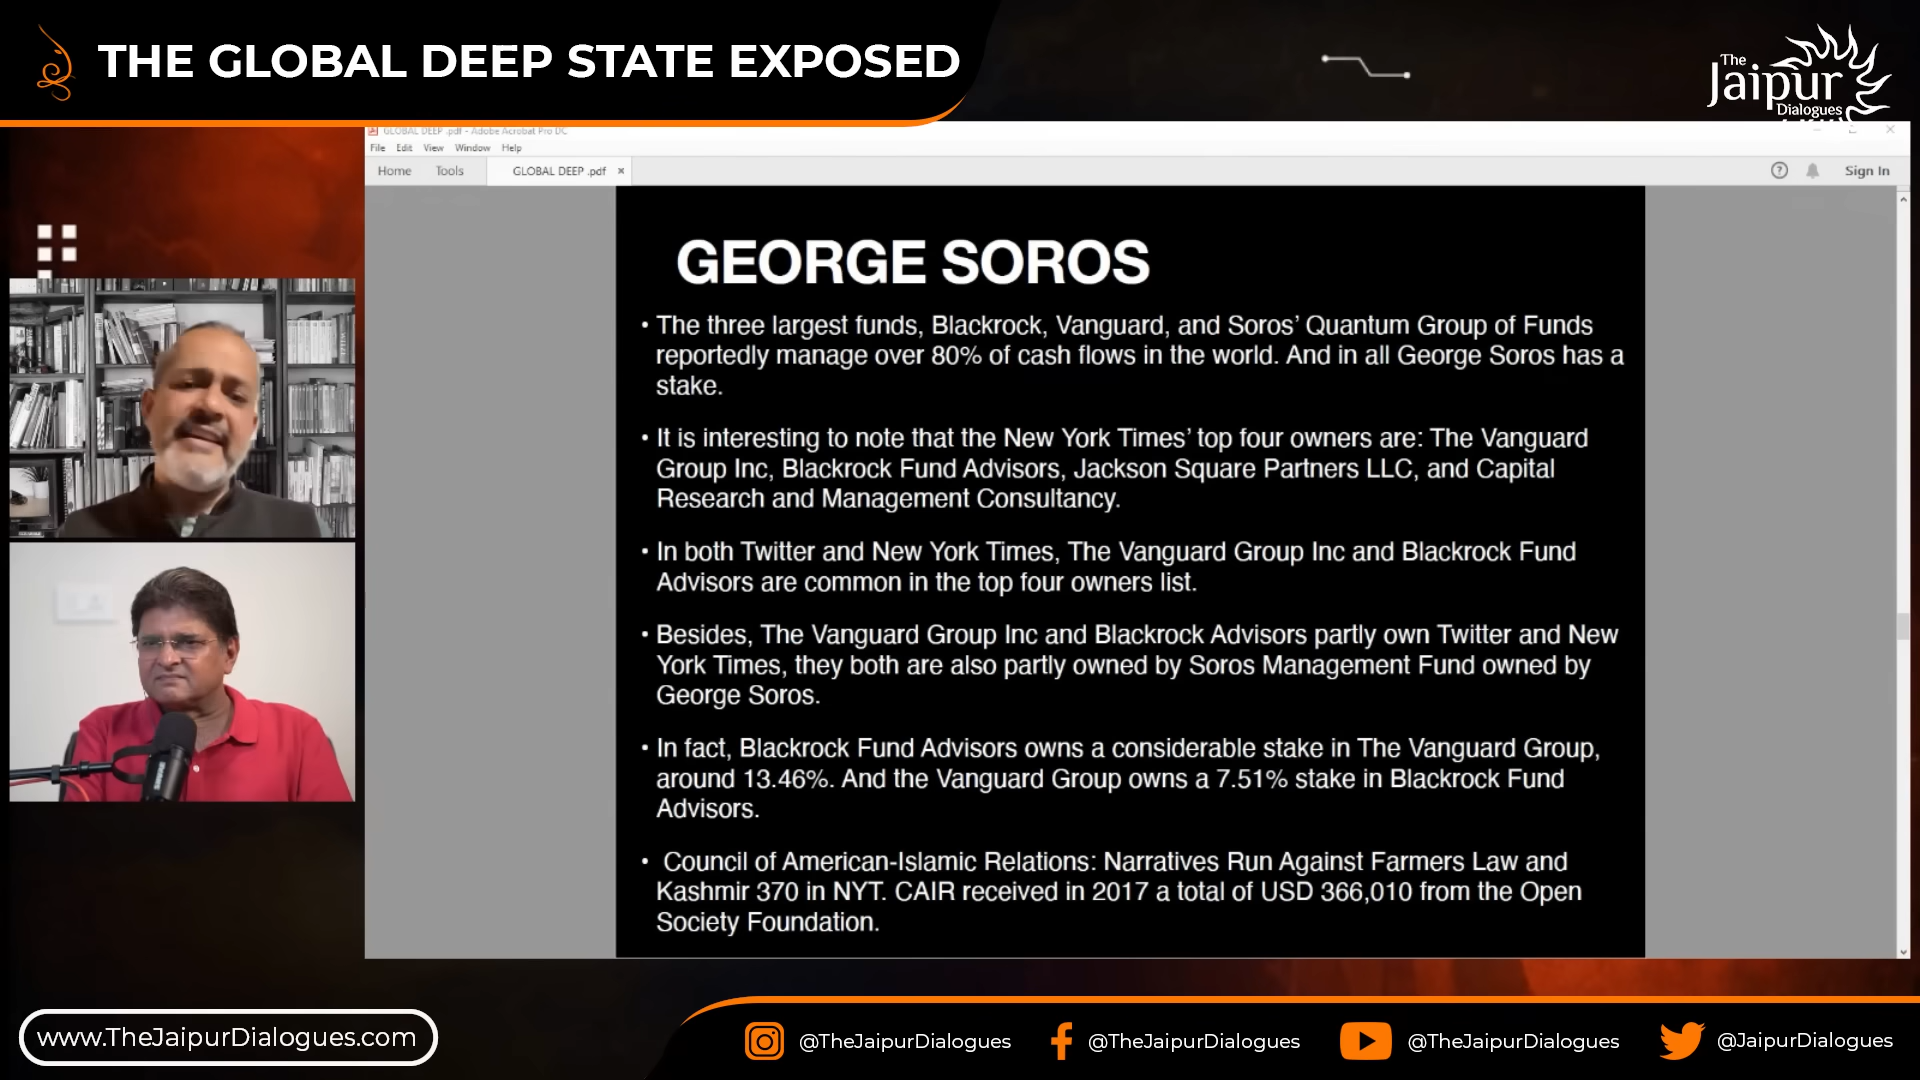 THE GLOBAL DEEP STATE EXPOSED
The
Jaipur
Dialogues
GLOBAL DEEP .pdf - Adobe Acrobat Pro DC
File Edit View Window Help
Home Tools GLOBAL DEEP .pdf × Sign In
GEORGE SOROS
• The three largest funds, Blackrock, Vanguard, and Soros' Quantum Group of Funds
reportedly manage over 80% of cash flows in the world. And in all George Soros has a
stake.
• It is interesting to note that the New York Times' top four owners are: The Vanguard
Group Inc, Blackrock Fund Advisors, Jackson Square Partners LLC, and Capital
Research and Management Consultancy.
• In both Twitter and New York Times, The Vanguard Group Inc and Blackrock Fund
Advisors are common in the top four owners list.
• Besides, The Vanguard Group Inc and Blackrock Advisors partly own Twitter and New
York Times, they both are also partly owned by Soros Management Fund owned by
George Soros.
• In fact, Blackrock Fund Advisors owns a considerable stake in The Vanguard Group,
around 13.46%. And the Vanguard Group owns a 7.51% stake in Blackrock Fund
Advisors.
• Council of American-Islamic Relations: Narratives Run Against Farmers Law and
Kashmir 370 in NYT. CAIR received in 2017 a total of USD 366,010 from the Open
Society Foundation.
www.TheJaipurDialogues.com
@TheJaipurDialogues @TheJaipurDialogues @TheJaipurDialogues @JaipurDialogues